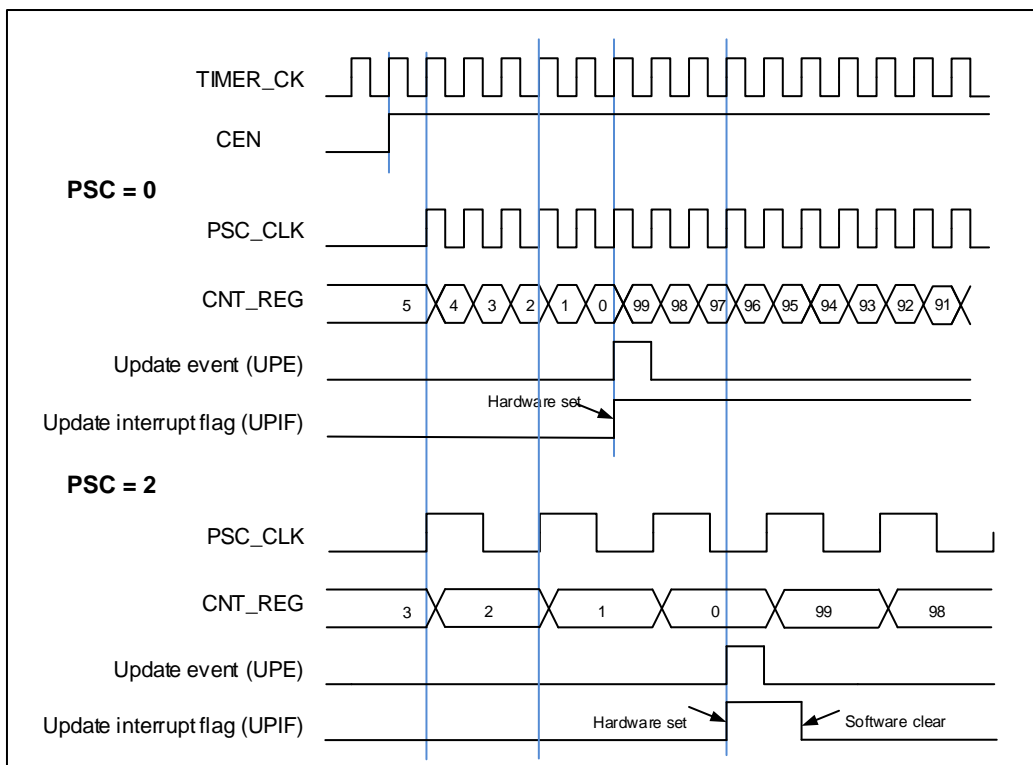 TIMER_CK
CEN
PSC = 0
PSC_CLK
CNT_REG 5 4 3 2 1 0 99 98 97 96 95 94 93 92 91
Update event (UPE)
Hardware set
Update interrupt flag (UPIF)
PSC = 2
PSC_CLK
CNT_REG 3 2 1 0 99 98
Update event (UPE)
Update interrupt flag (UPIF) Hardware set Software clear